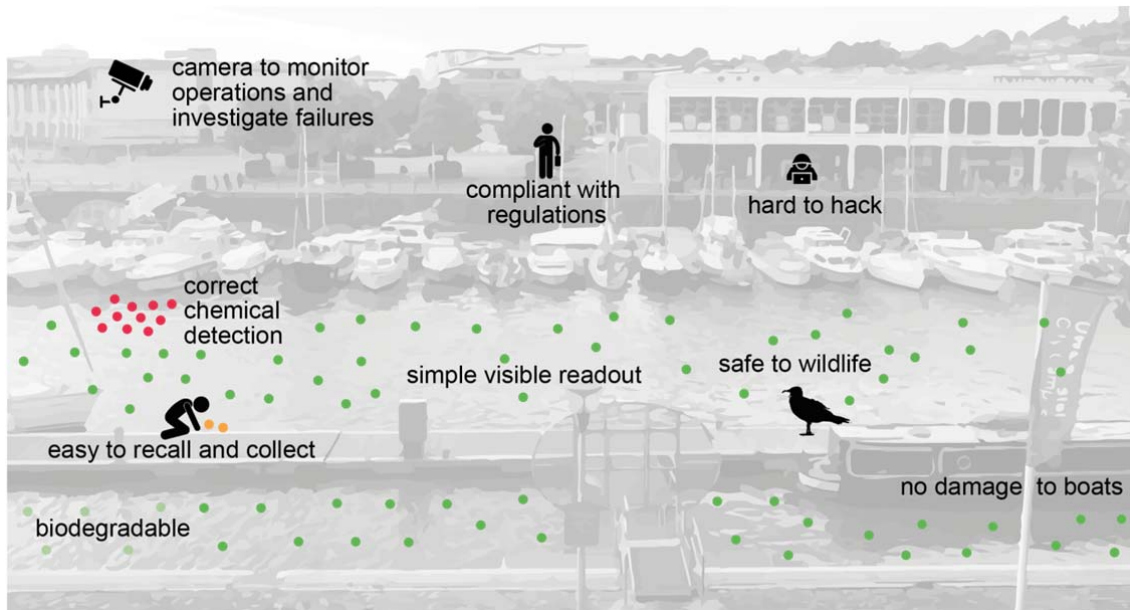 camera to monitor
operations and
investigate failures
compliant with
regulations
hard to hack
correct
chemical
detection
simple visible readout
safe to wildlife
easy to recall and collect
no damage to boats
biodegradable